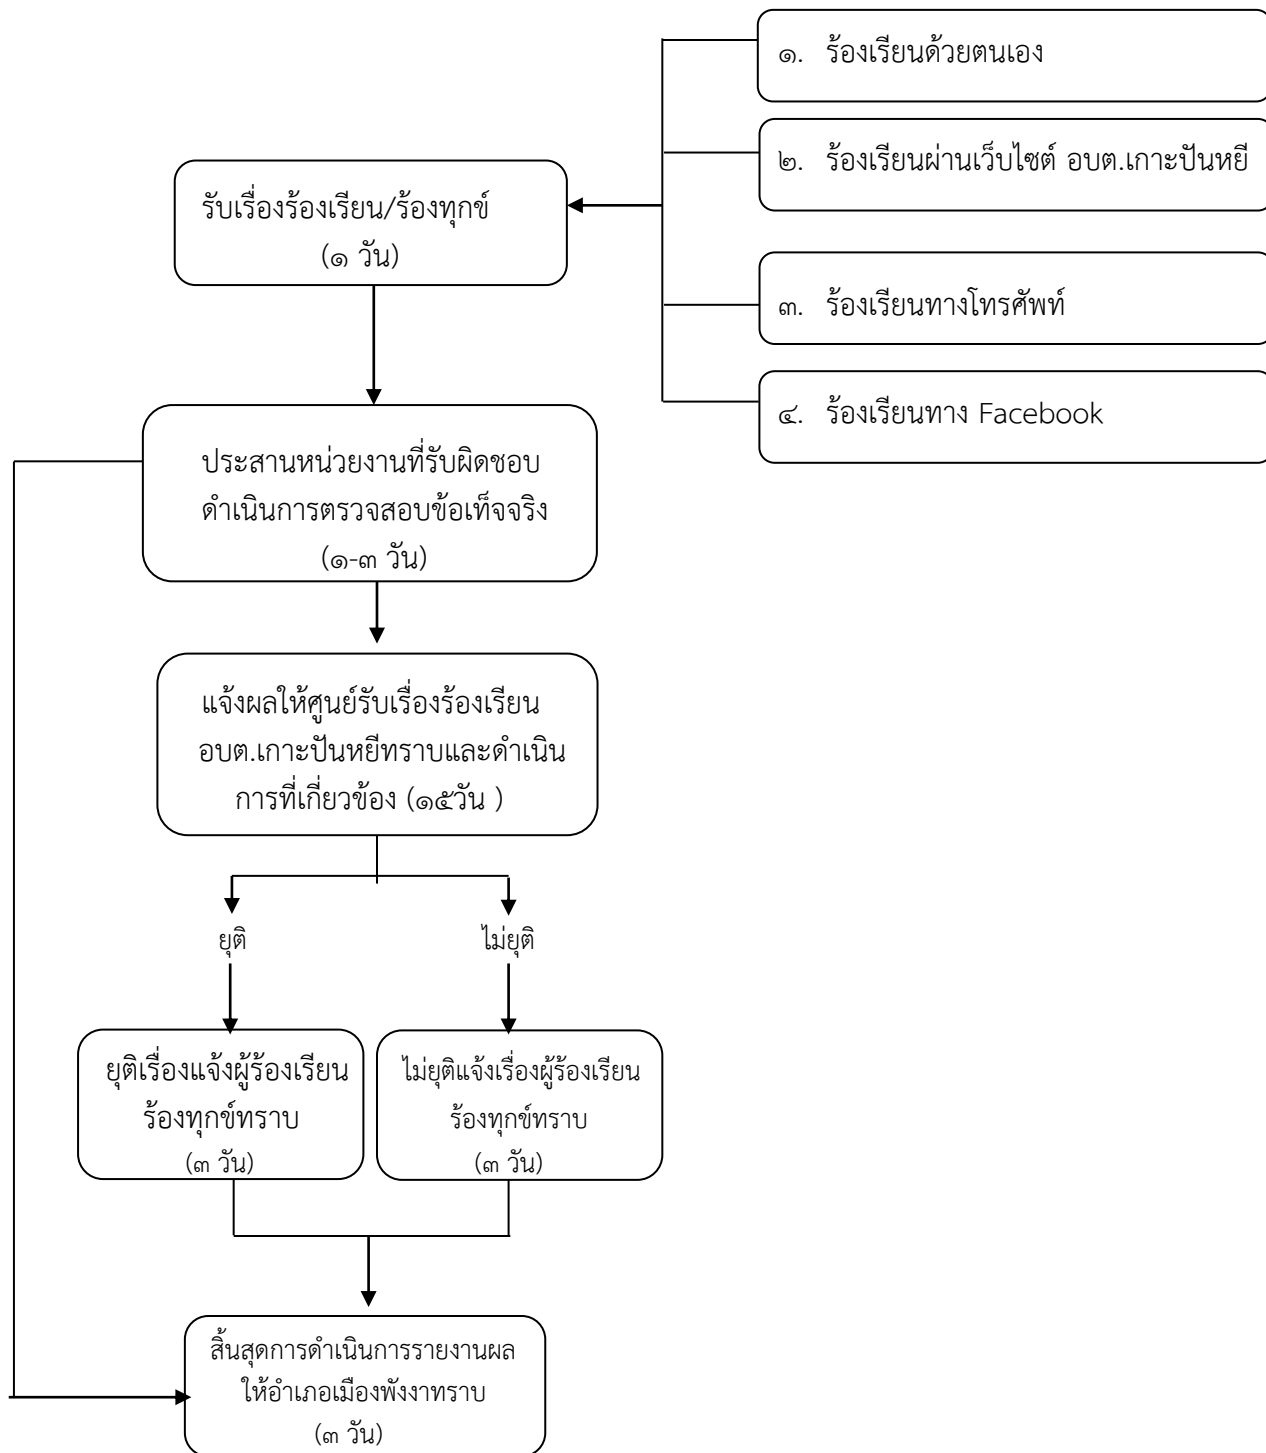 ๑. ร้องเรียนด้วยตนเอง
๒. ร้องเรียนผ่านเว็บไซต์ อบต.เกาะปันหยี
รับเรื่องร้องเรียน/ร้องทุกข์
(๑ วัน)
๓. ร้องเรียนทางโทรศัพท์
๔. ร้องเรียนทาง Facebook
ประสานหน่วยงานที่รับผิดชอบ
ดำเนินการตรวจสอบข้อเท็จจริง
(๑-๓ วัน)
แจ้งผลให้ศูนย์รับเรื่องร้องเรียน
อบต.เกาะปันหยีทราบและดำเนิน
การที่เกี่ยวข้อง (๑๕วัน )
ยุติ
ไม่ยุติ
ยุติเรื่องแจ้งผู้ร้องเรียน
ร้องทุกข์ทราบ
(๓ วัน)
ไม่ยุติแจ้งเรื่องผู้ร้องเรียน
ร้องทุกข์ทราบ
(๓ วัน)
สิ้นสุดการดำเนินการรายงานผล
ให้อำเภอเมืองพังงาทราบ
(๓ วัน)